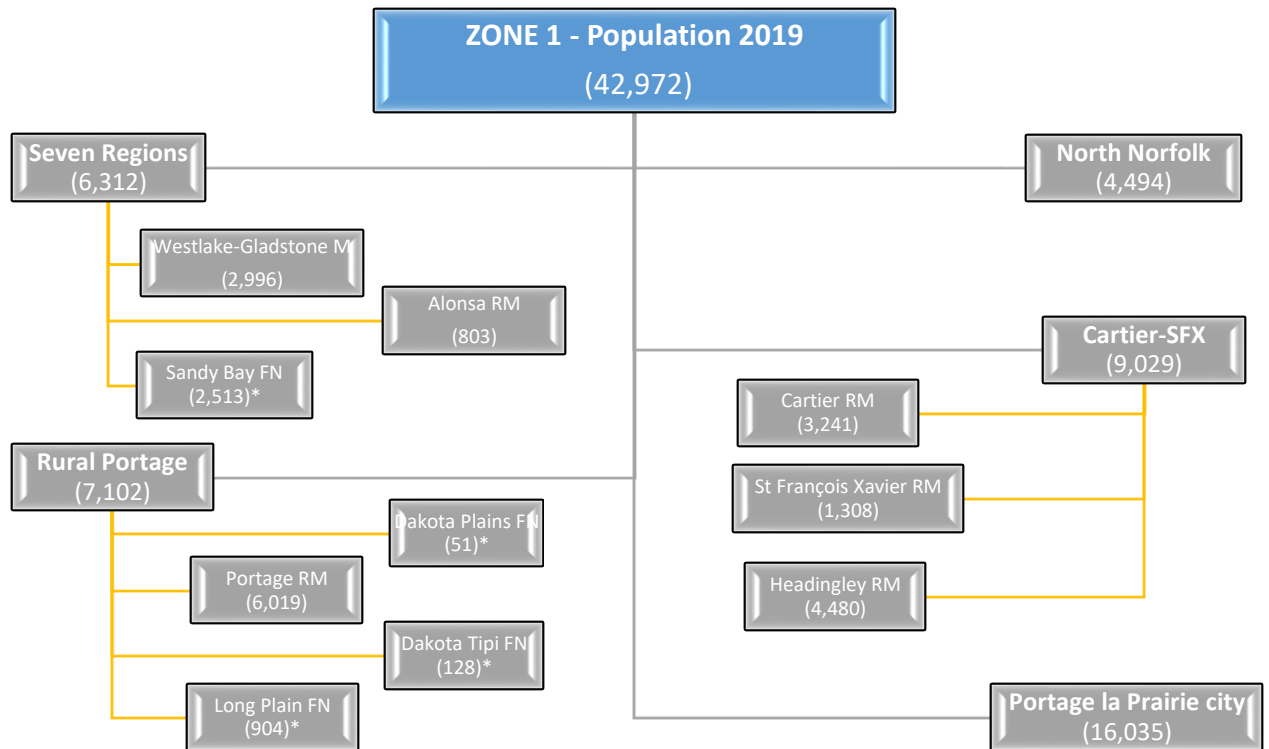 ZONE 1 - Population 2019
(42,972)
Seven Regions
(6,312)
Westlake-Gladstone M
(2,996)
Alonsa RM
(803)
Sandy Bay FN
(2,513)*
Rural Portage
(7,102)
Dakota Plains FN
(51)*
Portage RM
(6,019)
Dakota Tipi FN
(128)*
Long Plain FN
(904)*
North Norfolk
(4,494)
Cartier-SFX
(9,029)
Cartier RM
(3,241)
St François Xavier RM
(1,308)
Headingley RM
(4,480)
Portage la Prairie city
(16,035)